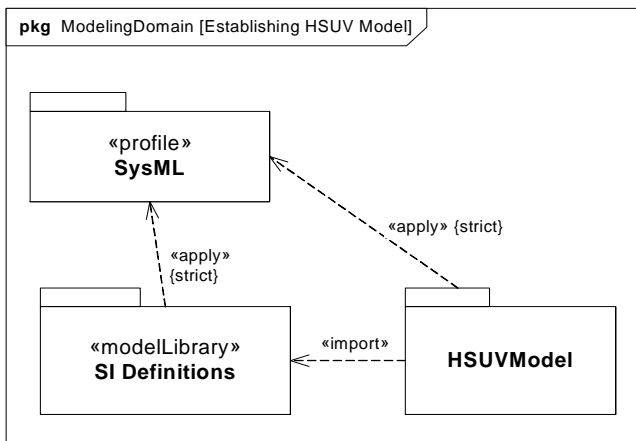 pkg ModelingDomain [Establishing HSUV Model]
«profile»
SysML
«apply» {strict}
«apply»
{strict}
«modelLibrary»
SI Definitions
«import»
HSUVModel